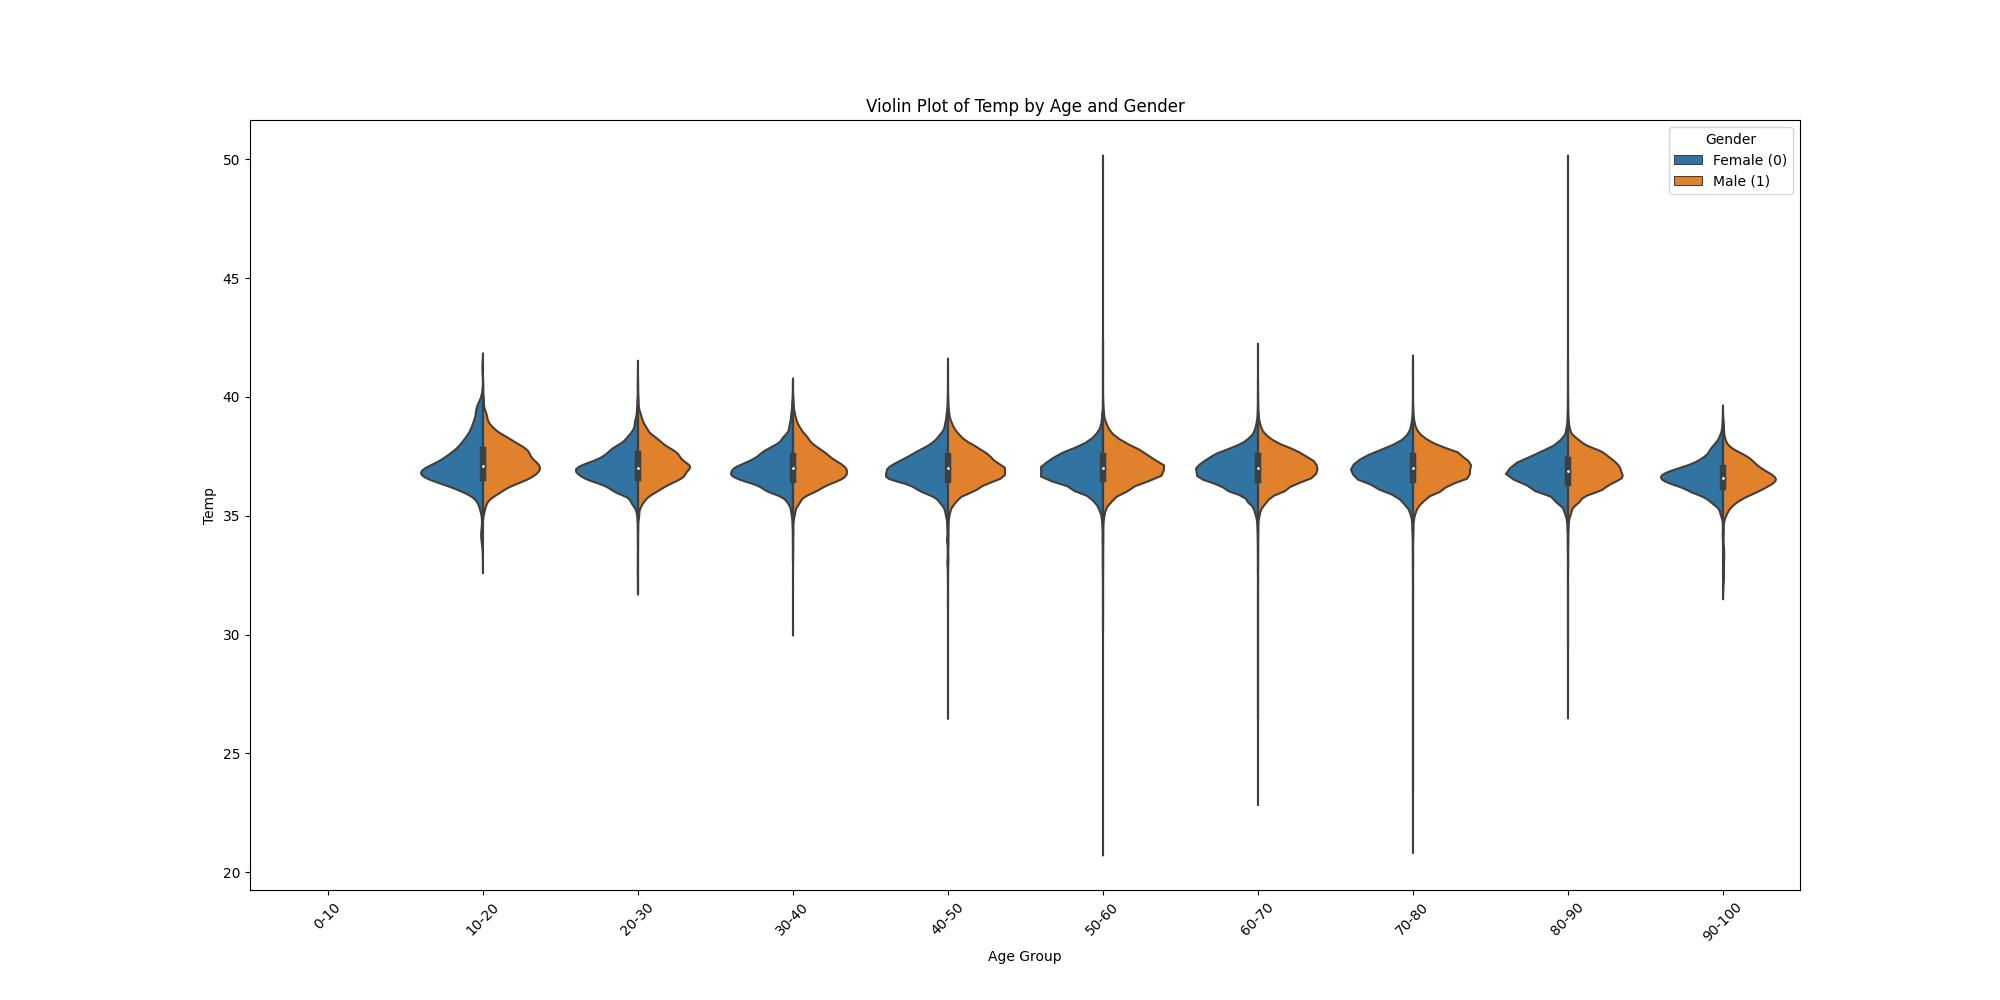 Violin Plot of Temp by Age and Gender
Gender
Female (0)
Male (1)
50
45
40
35
30
25
20
Temp
0-10
10-20
20-30
30-40
40-50
50-60
60-70
70-80
80-90
90-100
Age Group